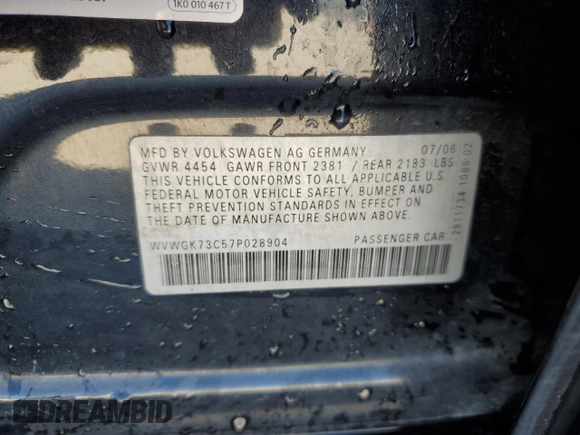 1K0 010 467 T
MFD BY VOLKSWAGEN AG GERMANY 07/06
GVWR 4454 GAWR FRONT 2381 / REAR 2183 LBS
THIS VEHICLE CONFORMS TO ALL APPLICABLE U.S.
FEDERAL MOTOR VEHICLE SAFETY, BUMPER AND
THEFT PREVENTION STANDARDS IN EFFECT ON THE
DATE OF MANUFACTURE SHOWN ABOVE.
WVWGK73C57P028904 PASSENGER CAR
2911734 1086 02
DREAMBID